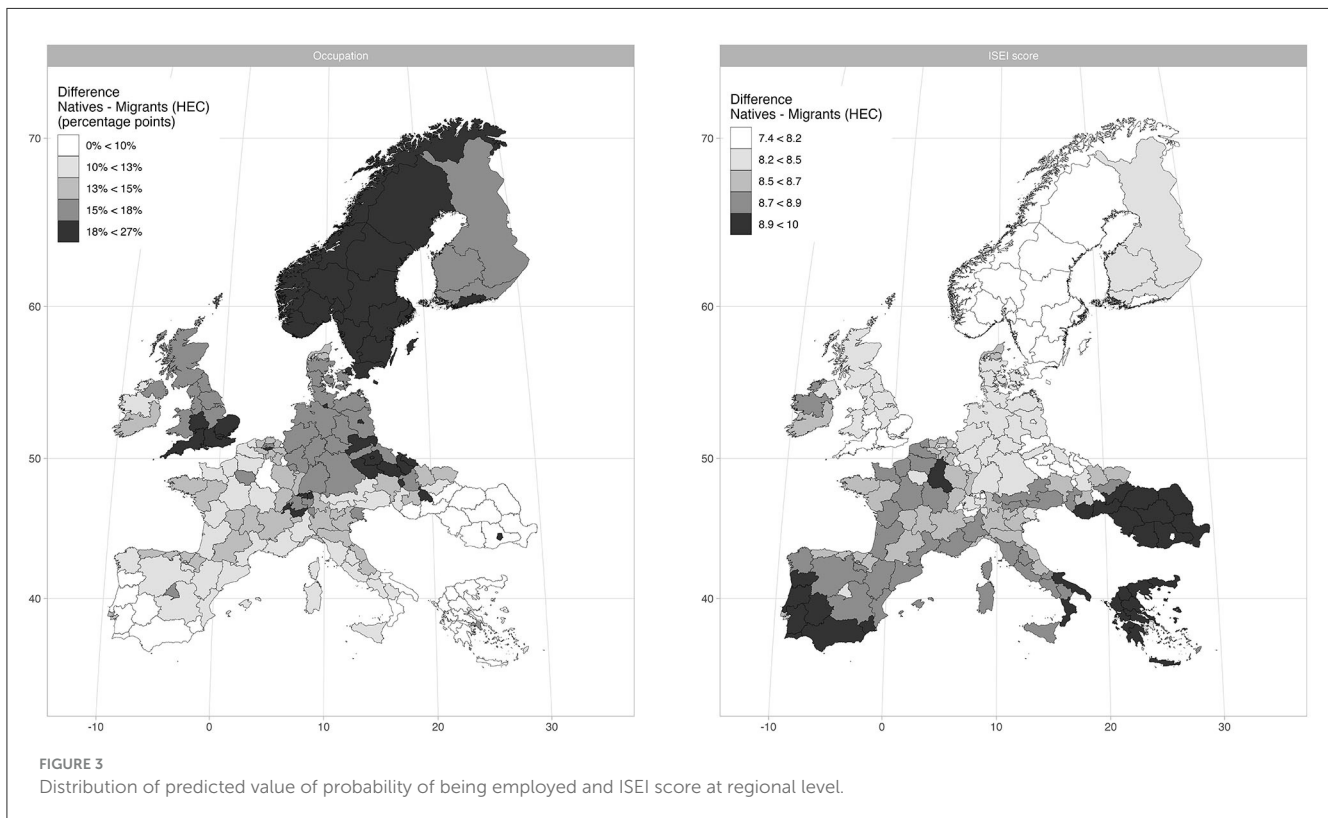 Occupation
Difference
Natives - Migrants (HEC)
(percentage points)
0% < 10%
10% < 13%
13% < 15%
15% < 18%
18% < 27%
70
60
50
40
-10 0 10 20 30
ISEI score
Difference
Natives - Migrants (HEC)
7.4 < 8.2
8.2 < 8.5
8.5 < 8.7
8.7 < 8.9
8.9 < 10
70
60
50
40
-10 0 10 20 30
FIGURE 3
Distribution of predicted value of probability of being employed and ISEI score at regional level.